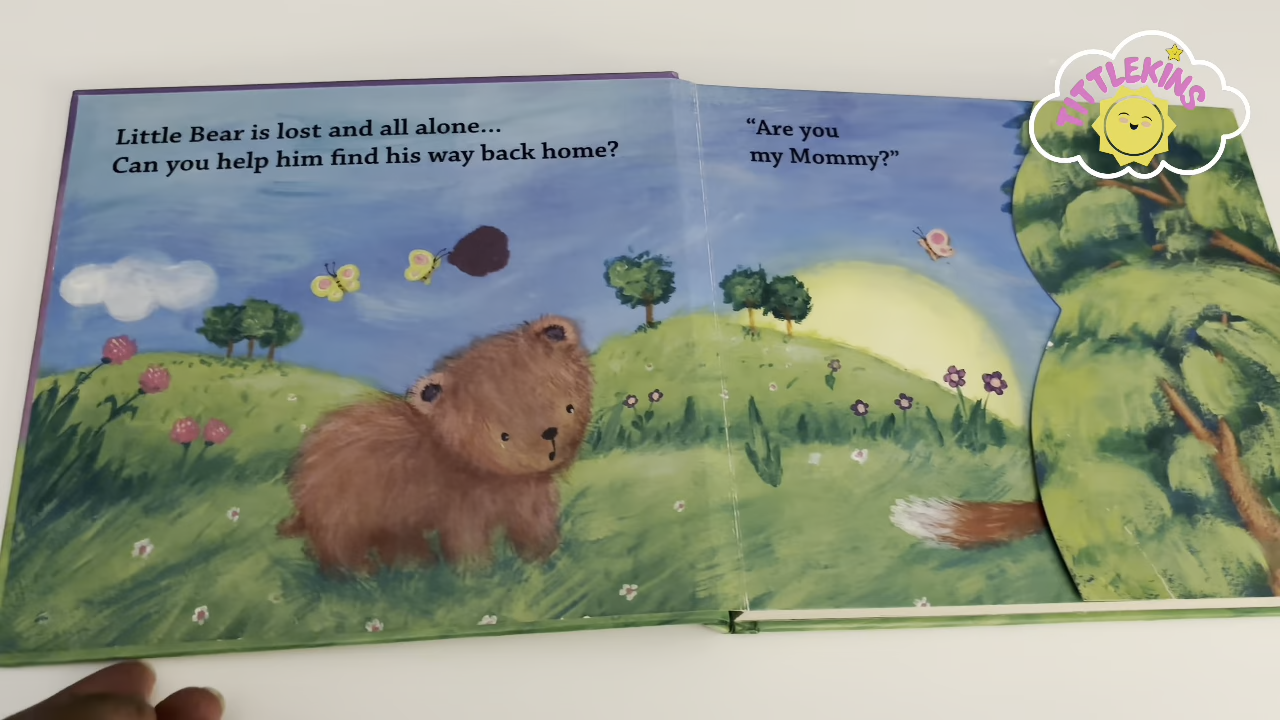 Little Bear is lost and all alone...
Can you help him find his way back home?
“Are you
my Mommy?”
TITTLEKINS